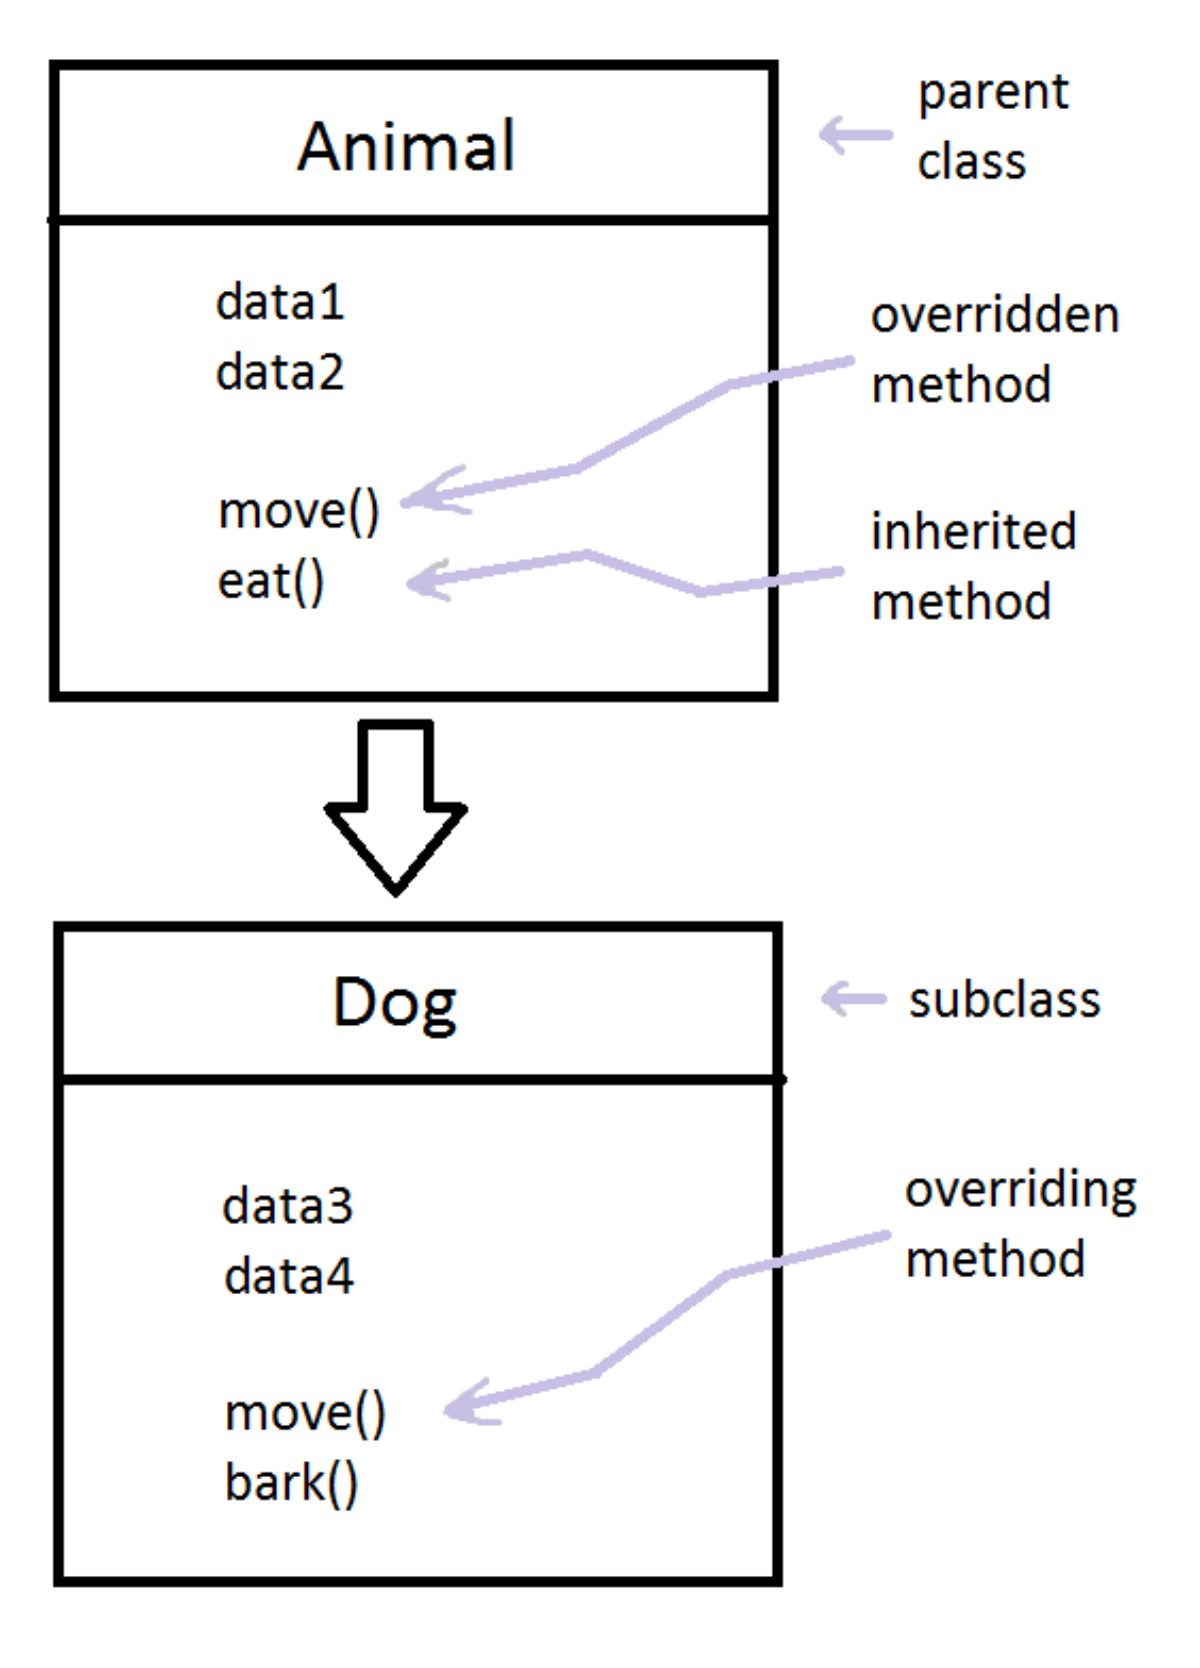 Animal
parent
class
data1
data2
overridden
method
move()
eat()
inherited
method
Dog
subclass
data3
data4
overriding
method
move()
bark()